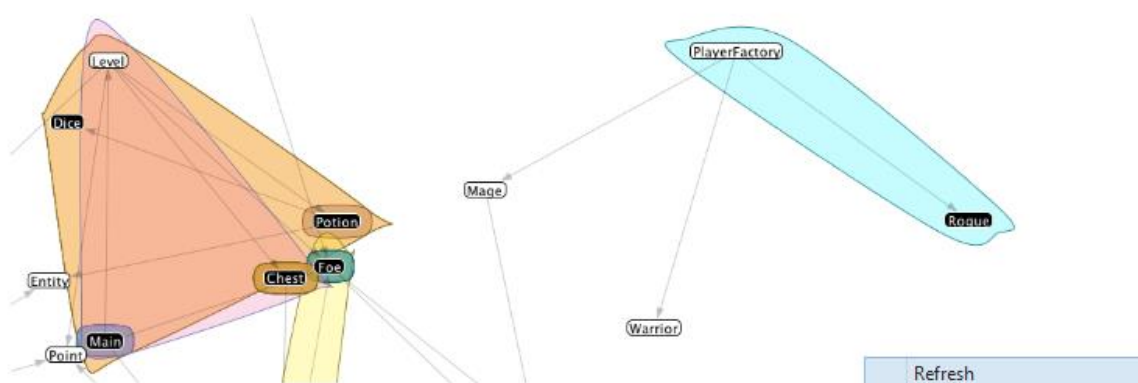 Level
PlayerFactory
Dice
Mage
Potion
Rogue
Foe
Chest
Entity
Warrior
Main
Point
Refresh